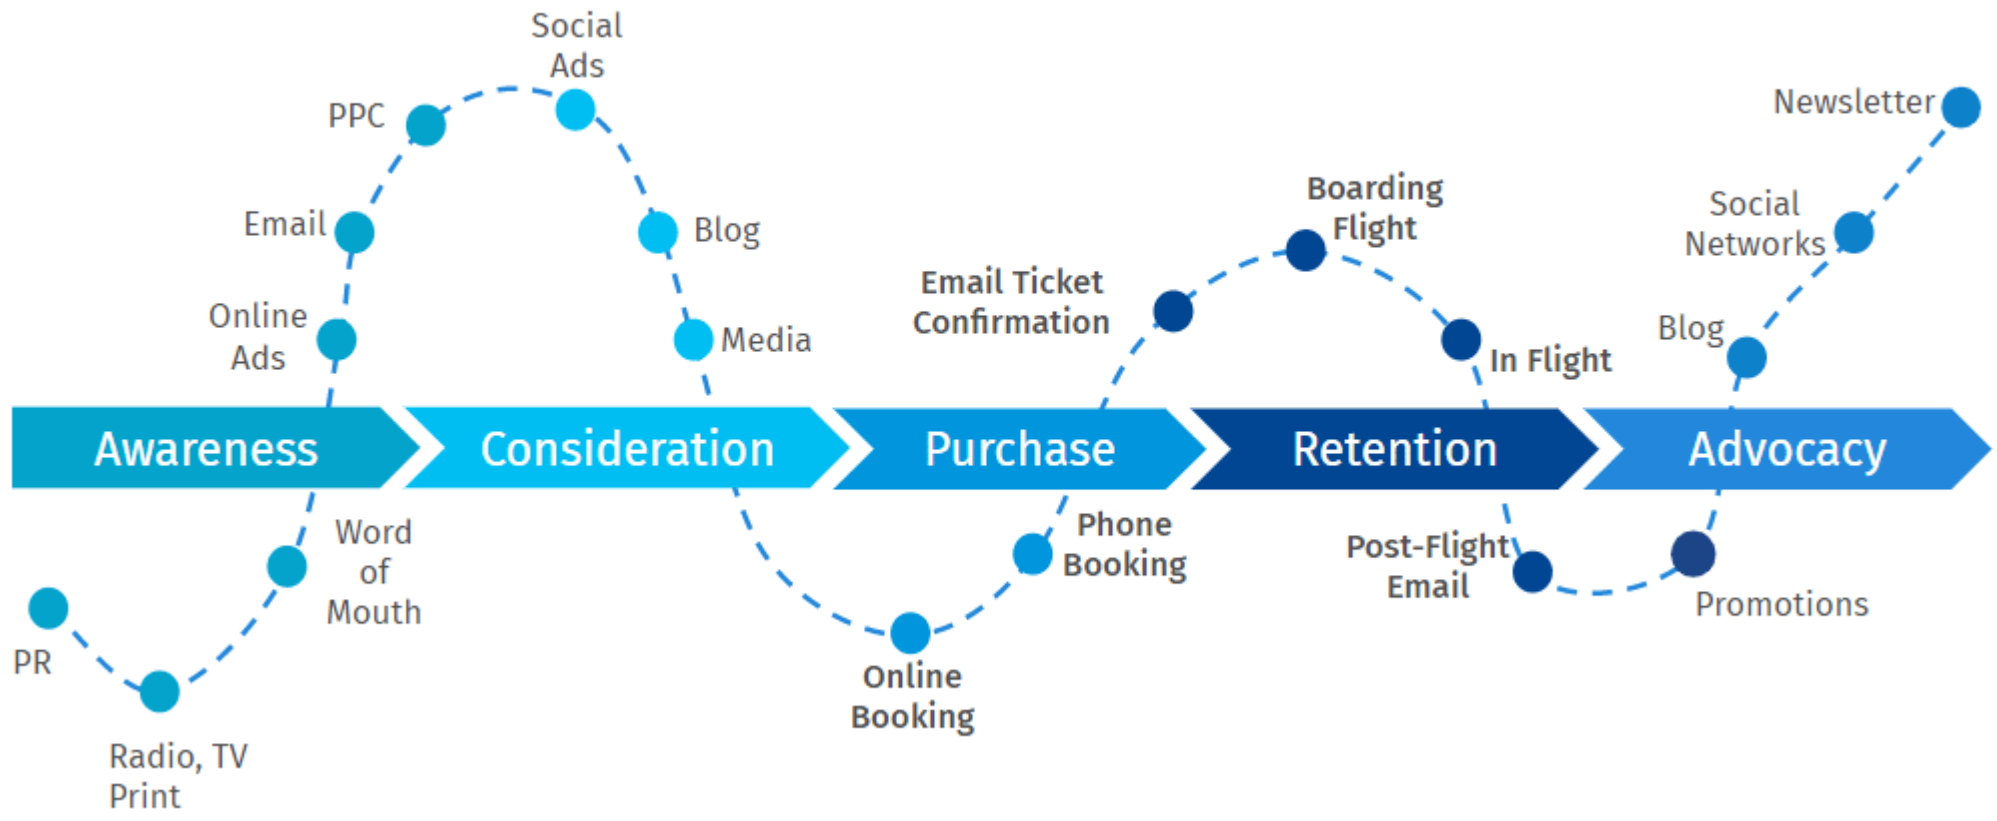 Social
Ads
PPC
Email
Online
Ads
Blog
Media
Email Ticket
Confirmation
Boarding
Flight
In Flight
Newsletter
Social
Networks
Blog
Awareness
Consideration
Purchase
Retention
Advocacy
PR
Radio, TV
Print
Word
of
Mouth
Online
Booking
Phone
Booking
Post-Flight
Email
Promotions